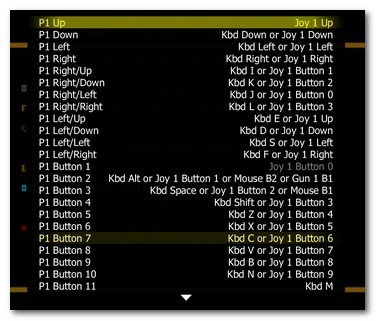 P1 Up Joy 1 Up
P1 Down Kbd Down or Joy 1 Down
P1 Left Kbd Left or Joy 1 Left
P1 Right Kbd Right or Joy 1 Right
P1 Right/Up Kbd I or Joy 1 Button 1
P1 Right/Down Kbd K or Joy 1 Button 2
P1 Right/Left Kbd J or Joy 1 Button 0
P1 Right/Right Kbd L or Joy 1 Button 3
P1 Left/Up Kbd E or Joy 1 Up
P1 Left/Down Kbd D or Joy 1 Down
P1 Left/Left Kbd S or Joy 1 Left
P1 Left/Right Kbd F or Joy 1 Right
P1 Button 1 Joy 1 Button 0
P1 Button 2 Kbd Alt or Joy 1 Button 1 or Mouse B2 or Gun 1 B1
P1 Button 3 Kbd Space or Joy 1 Button 2 or Mouse B1
P1 Button 4 Kbd Shift or Joy 1 Button 3
P1 Button 5 Kbd Z or Joy 1 Button 4
P1 Button 6 Kbd X or Joy 1 Button 5
P1 Button 7 Kbd C or Joy 1 Button 6
P1 Button 8 Kbd V or Joy 1 Button 7
P1 Button 9 Kbd B or Joy 1 Button 8
P1 Button 10 Kbd N or Joy 1 Button 9
P1 Button 11 Kbd M